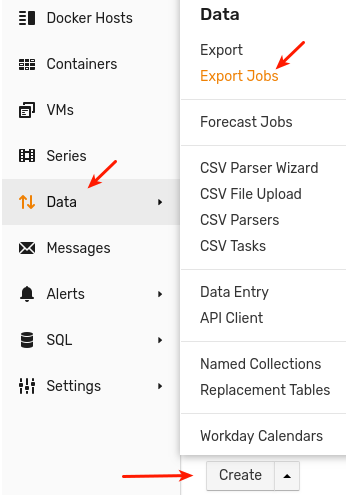 Docker Hosts
Containers
VMs
Series
Data
Messages
Alerts
SQL
Settings
Data
Export
Export Jobs
Forecast Jobs
CSV Parser Wizard
CSV File Upload
CSV Parsers
CSV Tasks
Data Entry
API Client
Named Collections
Replacement Tables
Workday Calendars
Create